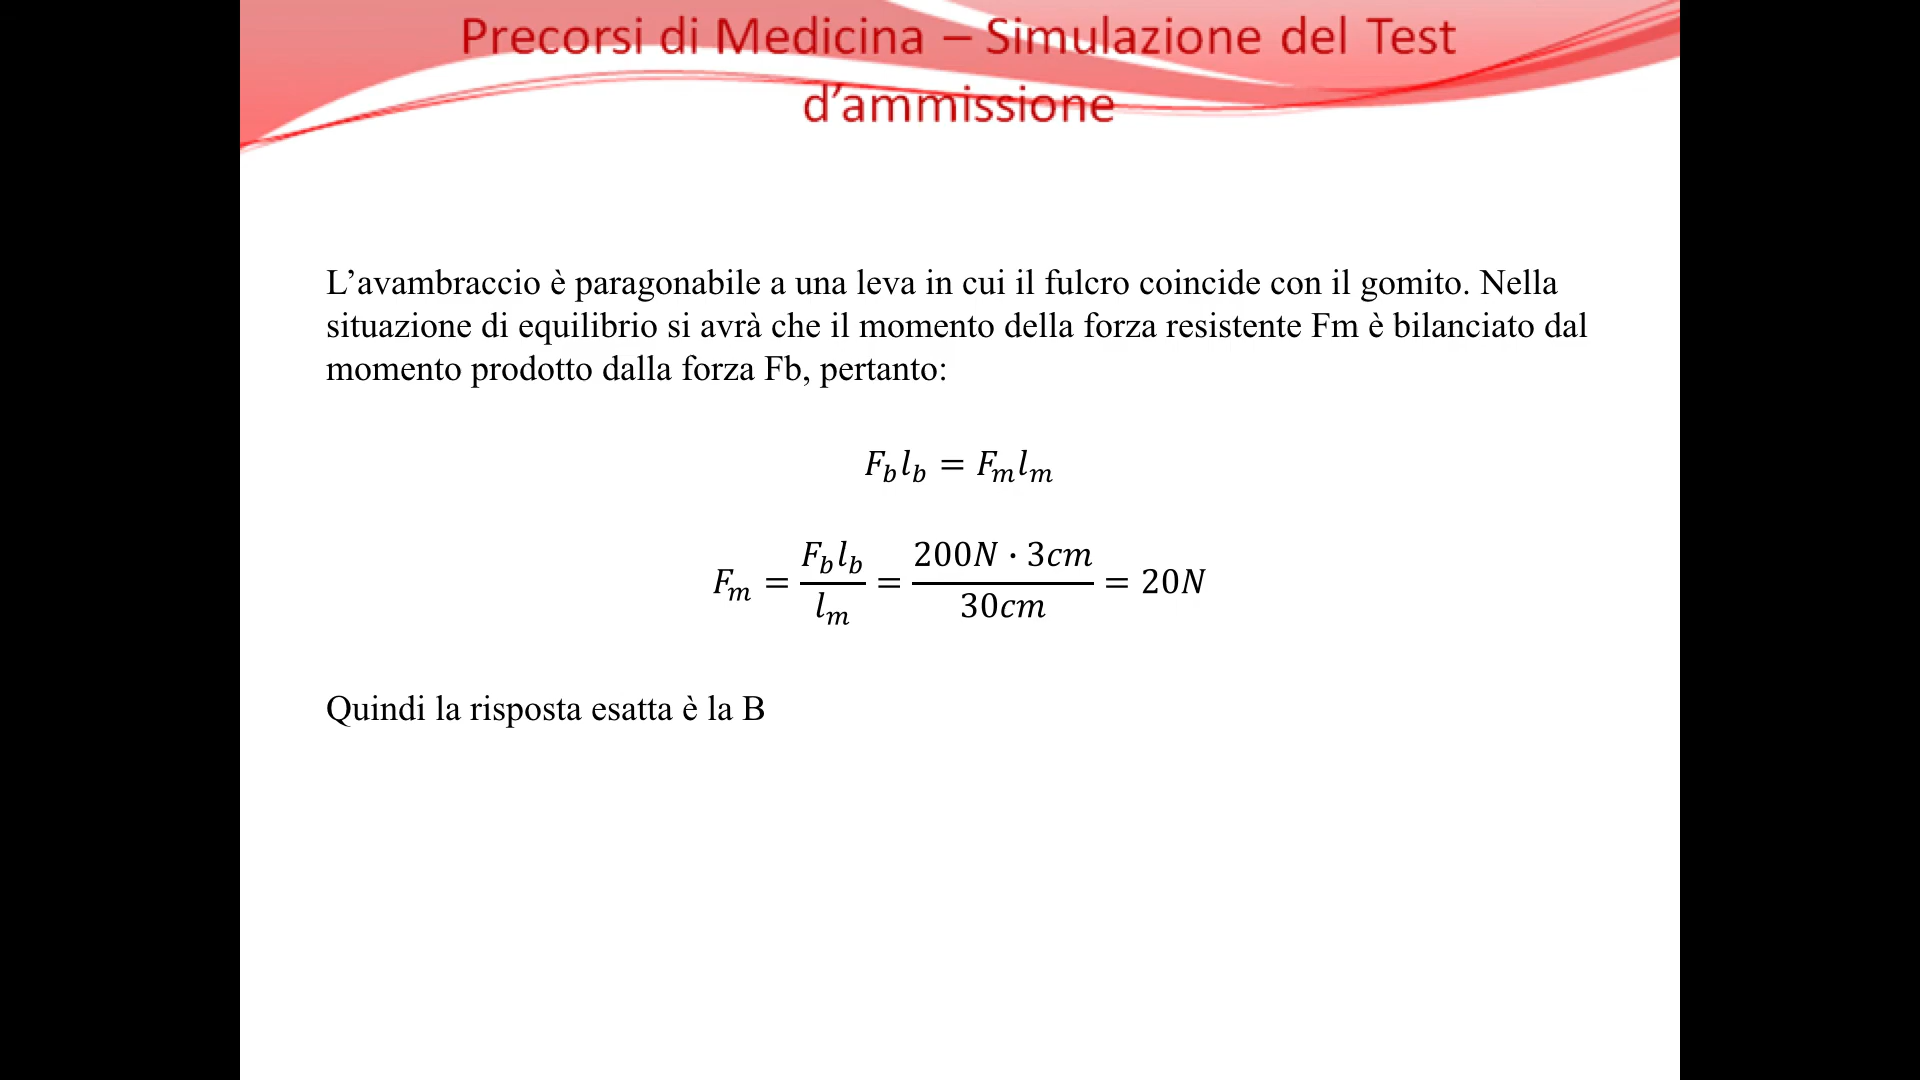 Precorsi di Medicina – Simulazione del Test
d’ammissione
L’avambraccio è paragonabile a una leva in cui il fulcro coincide con il gomito. Nella
situazione di equilibrio si avrà che il momento della forza resistente Fm è bilanciato dal
momento prodotto dalla forza Fb, pertanto:
F_b l_b = F_m l_m
F_m = \frac{F_b l_b}{l_m} = \frac{200N · 3cm}{30cm} = 20N
Quindi la risposta esatta è la B